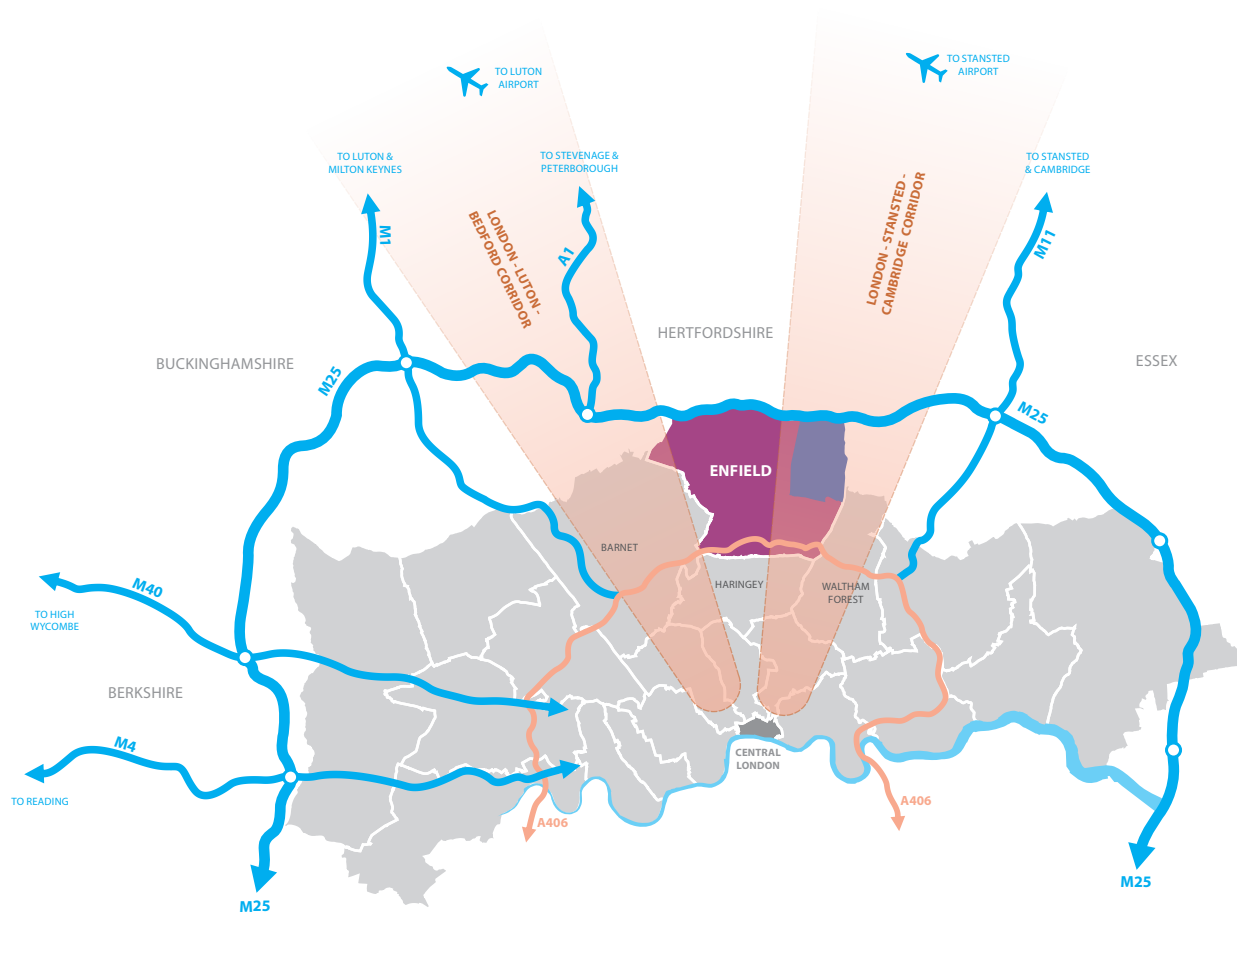 TO STANSTED
AIRPORT
TO LUTON
AIRPORT
TO LUTON &
MILTON KEYNES
TO STEVENAGE &
PETERBOROUGH
TO STANSTED
& CAMBRIDGE
M1
A1
M11
LONDON - LUTON -
BEDFORD CORRIDOR
LONDON - STANSTED -
CAMBRIDGE CORRIDOR
HERTFORDSHIRE
BUCKINGHAMSHIRE
ESSEX
M25
M25
ENFIELD
BARNET
HARINGEY
WALTHAM
FOREST
M40
TO HIGH
WYCOMBE
BERKSHIRE
M4
TO READING
CENTRAL
LONDON
A406
A406
M25
M25